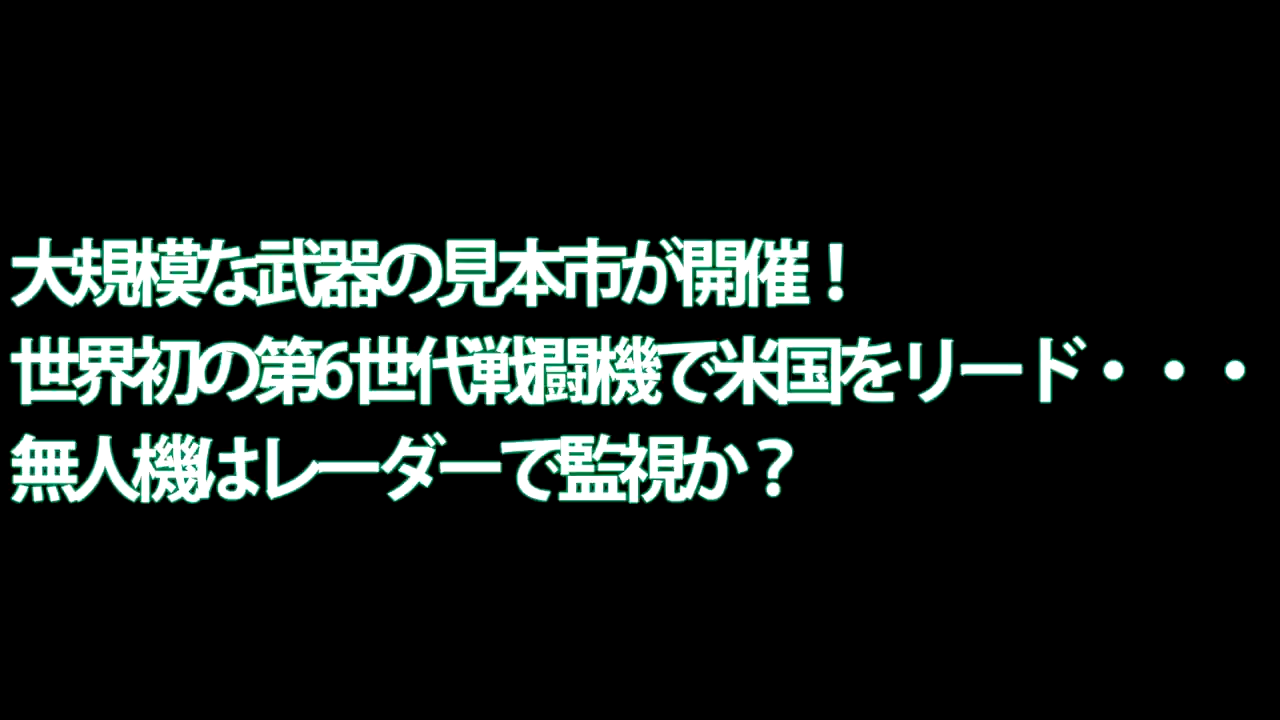 大規模な武器の見本市が開催！
世界初の第6世代戦闘機で米国をリード・・・
無人機はレーダーで監視か？